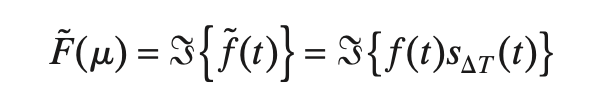 F̃(μ) = ℑ{f̃(t)} = ℑ{f(t)s_{ΔT}(t)}